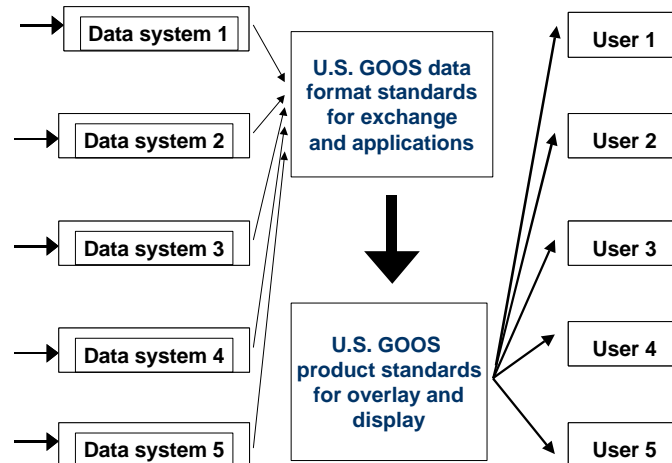 Data system 1
Data system 2
Data system 3
Data system 4
Data system 5
U.S. GOOS data
format standards
for exchange
and applications
U.S. GOOS
product standards
for overlay and
display
User 1
User 2
User 3
User 4
User 5